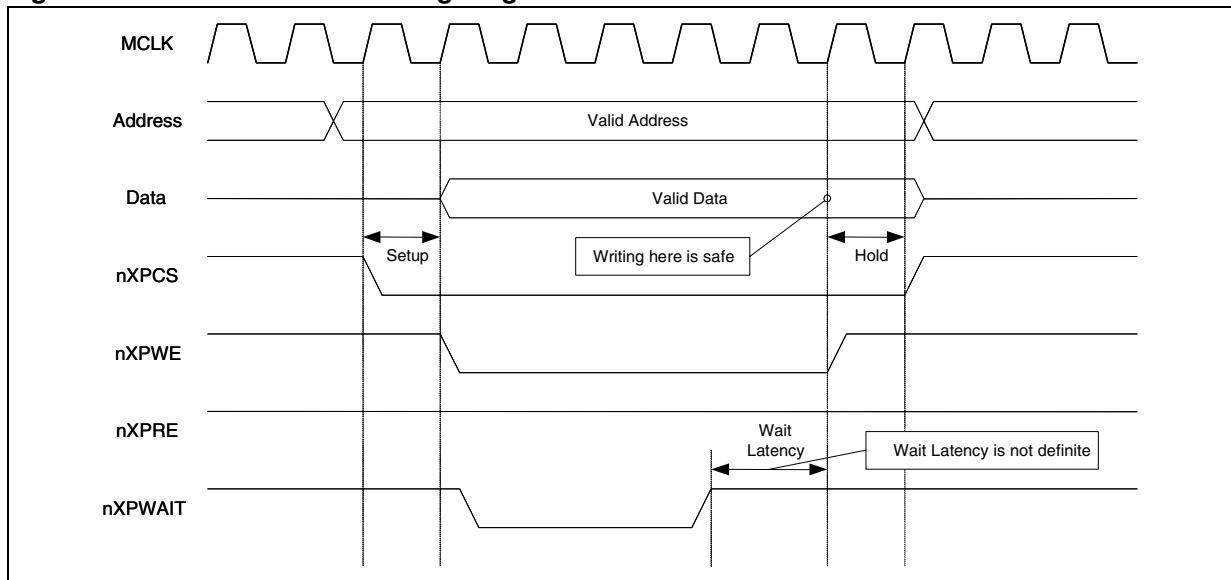 MCLK
Address
Valid Address
Data
Valid Data
Setup
Writing here is safe
Hold
nXPCS
nXPWE
nXPRE
Wait
Latency
Wait Latency is not definite
nXPWAIT